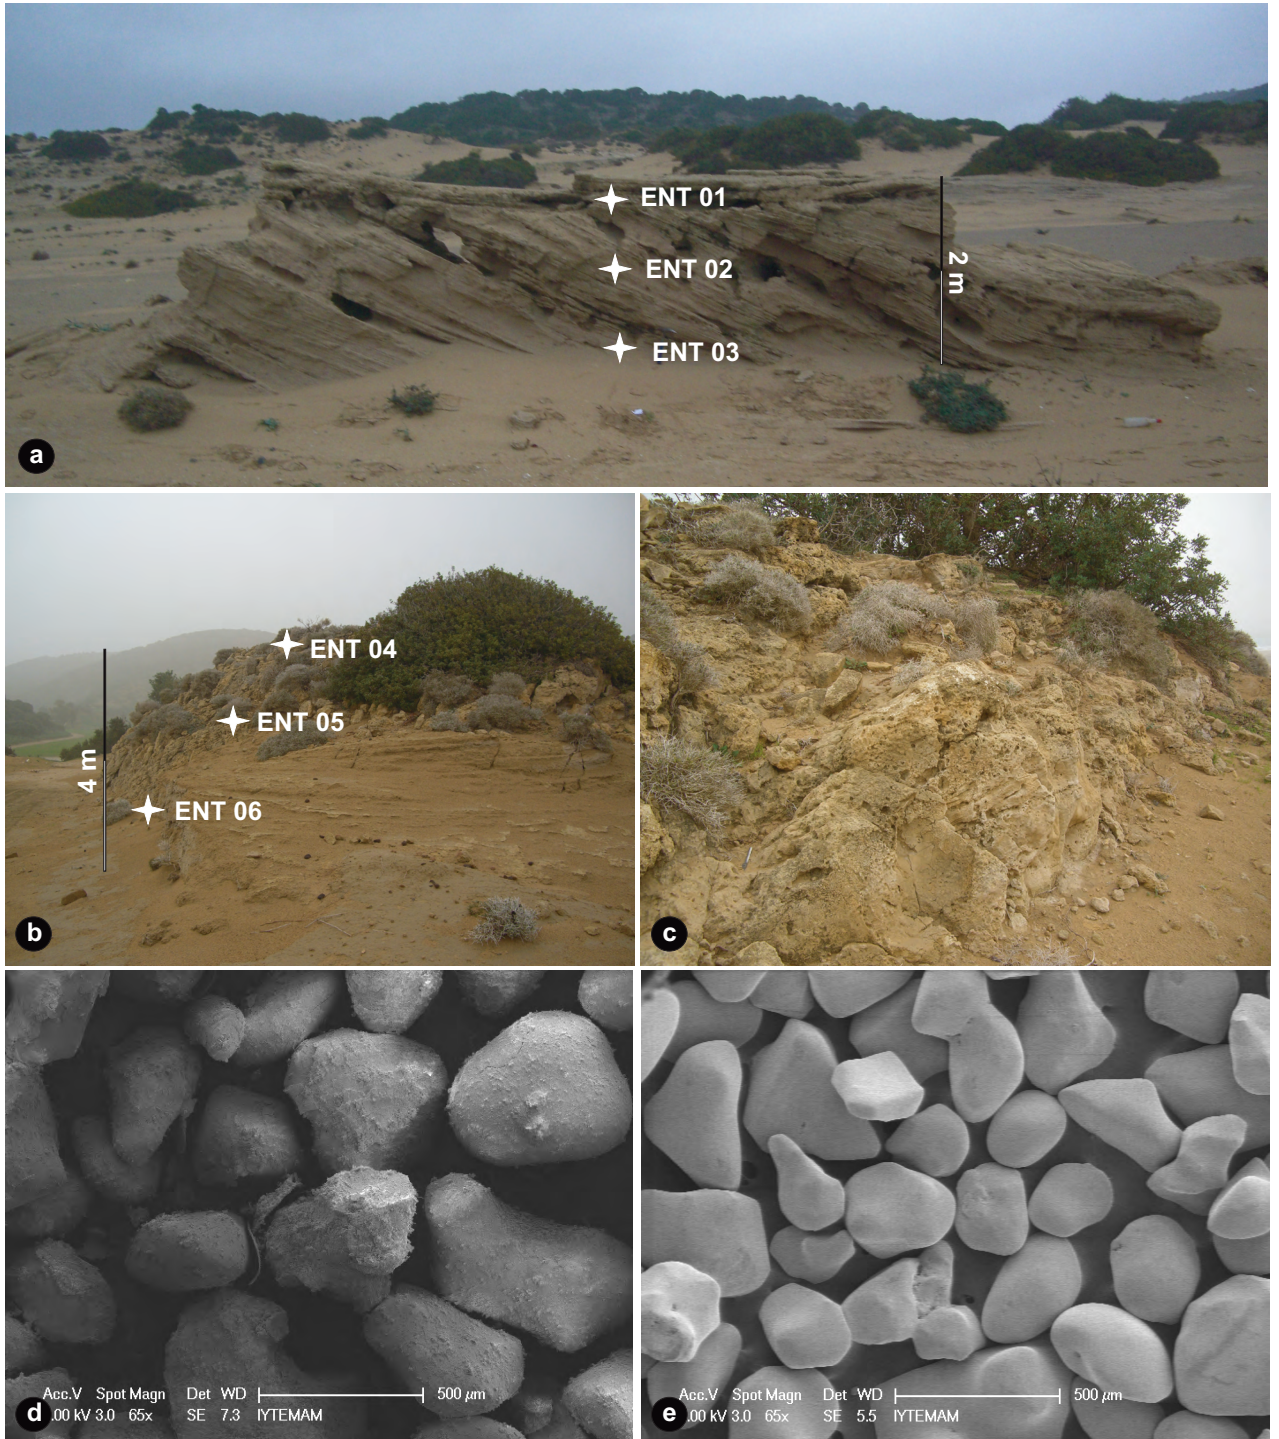 ENT 01
ENT 02
2 m
ENT 03
a
ENT 04
ENT 05
4 m
ENT 06
b
c
Acc.V Spot Magn Det WD 500 µm
.00 kV 3.0 65x SE 7.3 IYTEMAM
d
Acc.V Spot Magn Det WD 500 µm
.00 kV 3.0 65x SE 5.5 IYTEMAM
e